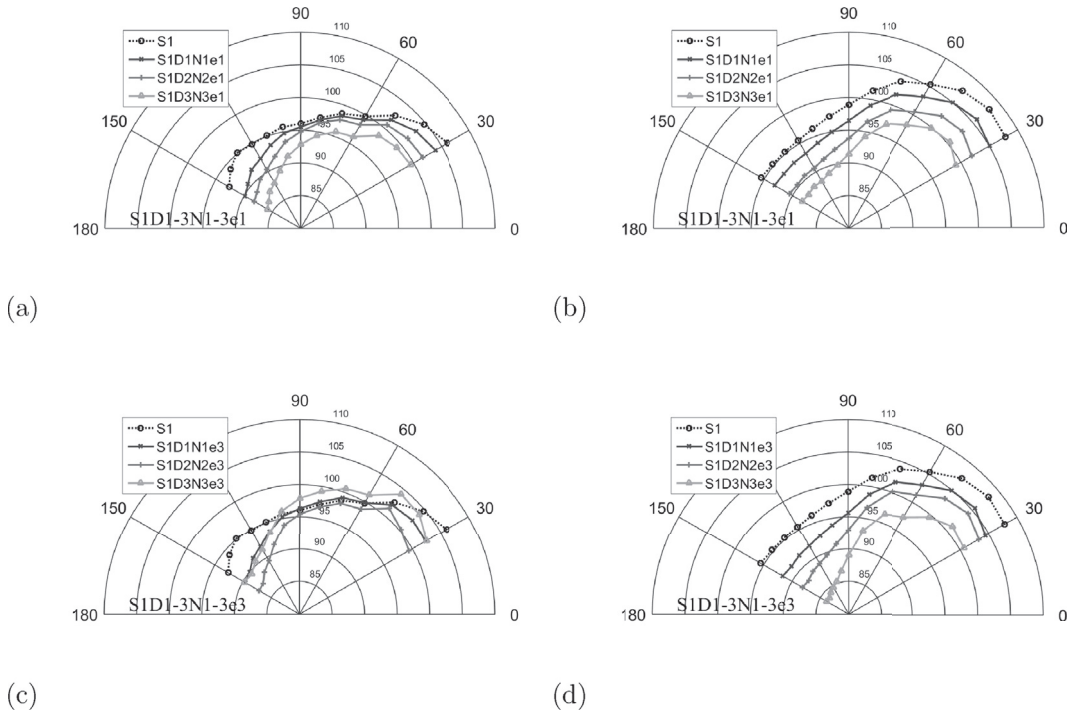 90
110
S1
S1D1N1e1
S1D2N2e1
S1D3N3e1
60
105
100
150
95
30
90
85
S1D1-3N1-3e1
180
0
(a)
90
110
S1
S1D1N1e1
S1D2N2e1
S1D3N3e1
60
105
100
150
95
30
90
85
S1D1-3N1-3e1
180
0
(b)
90
110
S1
S1D1N1e3
S1D2N2e3
S1D3N3e3
60
105
100
150
95
30
90
85
S1D1-3N1-3e3
180
0
(c)
90
110
S1
S1D1N1e3
S1D2N2e3
S1D3N3e3
60
105
100
150
95
30
90
85
S1D1-3N1-3e3
180
0
(d)